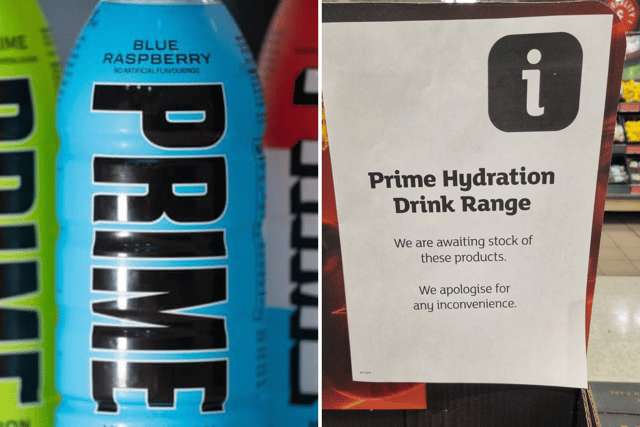 BLUE
RASPBERRY
NO ARTIFICIAL FLAVOURINGS
PRIME
i
Prime Hydration
Drink Range
We are awaiting stock of
these products.
We apologise for
any inconvenience.